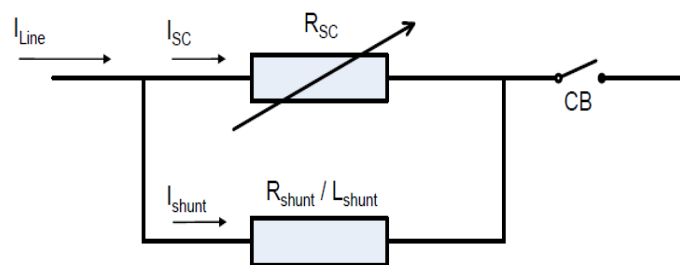 I_Line
I_SC
R_SC
CB
I_shunt
R_shunt / L_shunt